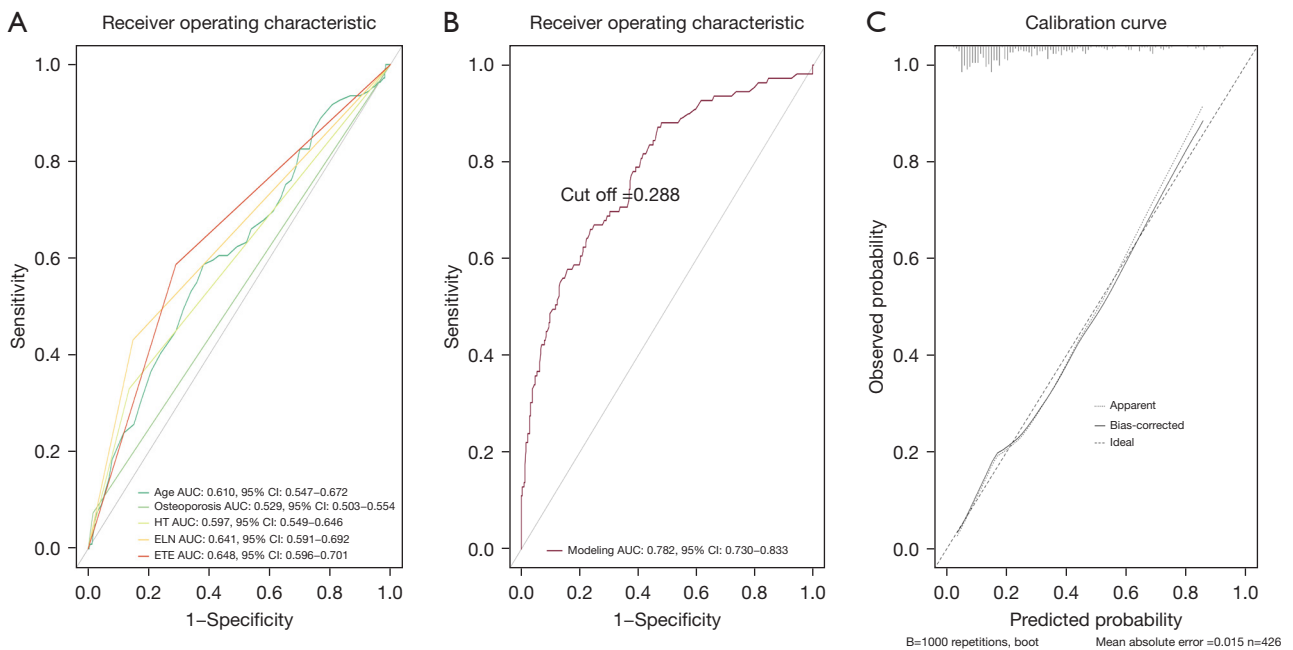 A
Receiver operating characteristic
1.0
0.8
0.6
0.4
0.2
0.0
Sensitivity
Age AUC: 0.610, 95% CI: 0.547–0.672
Osteoporosis AUC: 0.529, 95% CI: 0.503–0.554
HT AUC: 0.597, 95% CI: 0.549–0.646
ELN AUC: 0.641, 95% CI: 0.591–0.692
ETE AUC: 0.648, 95% CI: 0.596–0.701
0.0 0.2 0.4 0.6 0.8 1.0
1–Specificity
B
Receiver operating characteristic
1.0
0.8
0.6
0.4
0.2
0.0
Sensitivity
Cut off =0.288
Modeling AUC: 0.782, 95% CI: 0.730–0.833
0.0 0.2 0.4 0.6 0.8 1.0
1–Specificity
C
Calibration curve
1.0
0.8
0.6
0.4
0.2
0.0
Observed probability
Apparent
Bias-corrected
Ideal
0.0 0.2 0.4 0.6 0.8 1.0
Predicted probability
B=1000 repetitions, boot
Mean absolute error =0.015 n=426